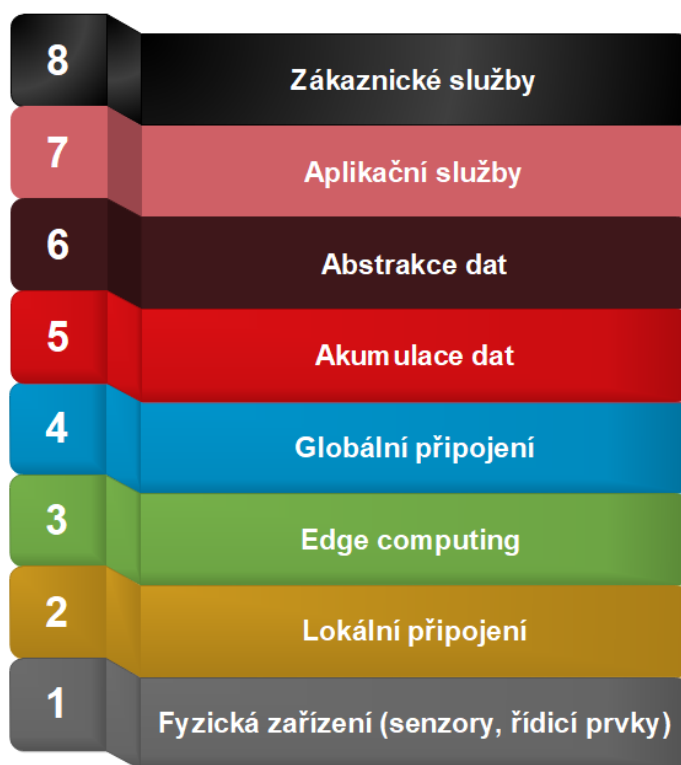 8 Zákaznické služby
7 Aplikační služby
6 Abstrakce dat
5 Akumulace dat
4 Globální připojení
3 Edge computing
2 Lokální připojení
1 Fyzická zařízení (senzory, řídicí prvky)